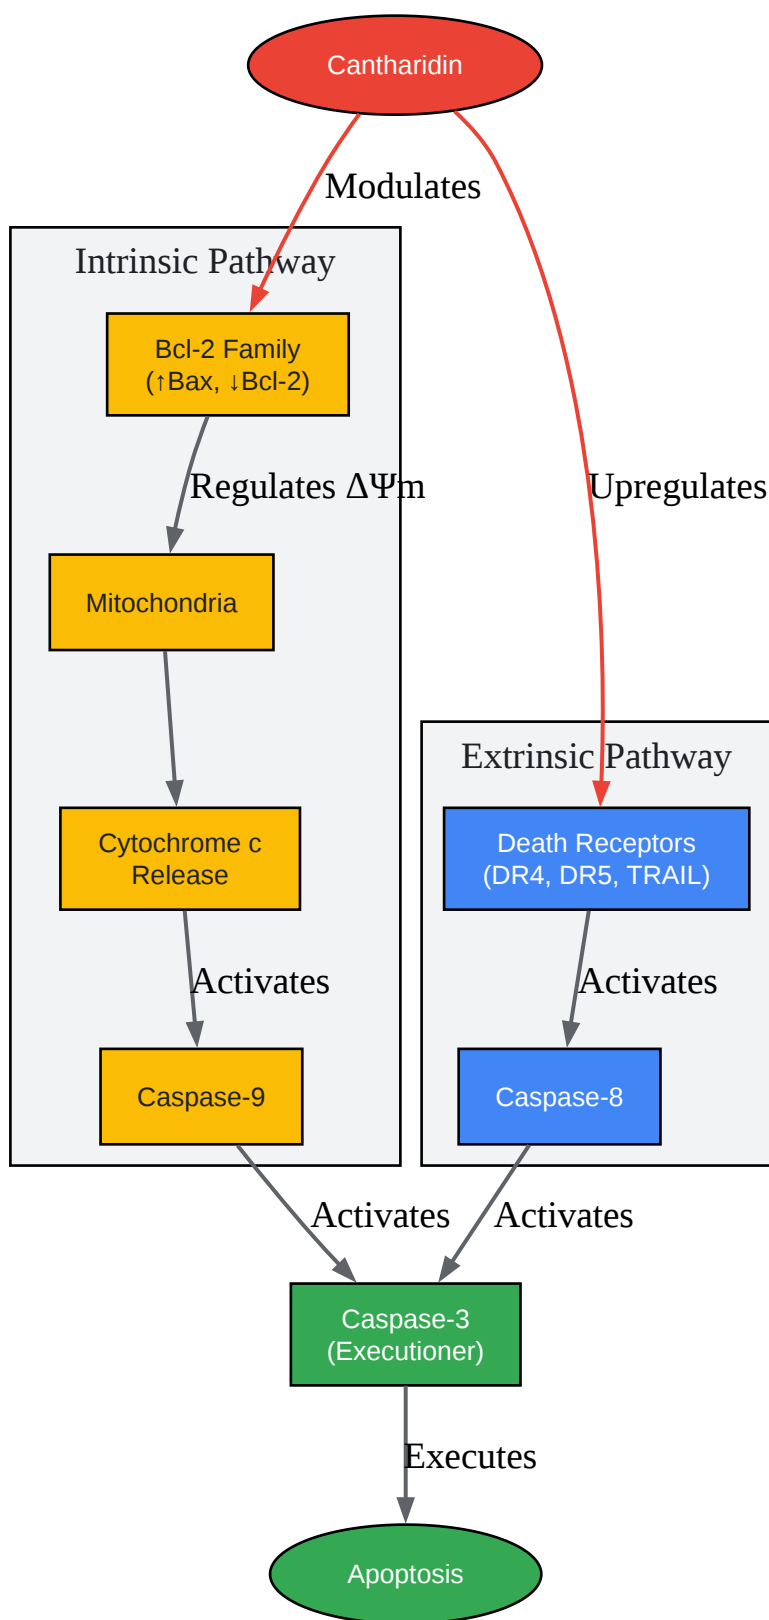 Cantharidin
Modulates
Intrinsic Pathway
Bcl-2 Family
(↑Bax, ↓Bcl-2)
Regulates ΔΨm
Upregulates
Mitochondria
Extrinsic Pathway
Cytochrome c
Release
Death Receptors
(DR4, DR5, TRAIL)
Activates
Activates
Caspase-9
Caspase-8
Activates
Activates
Caspase-3
(Executioner)
Executes
Apoptosis